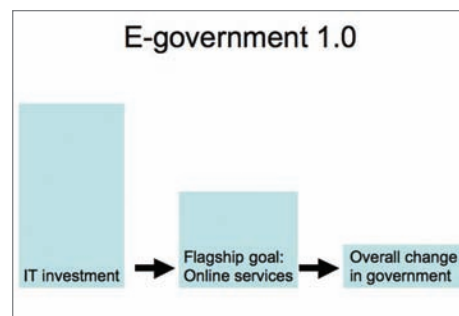 E-government 1.0
IT investment
Flagship goal:
Online services
Overall change
in government